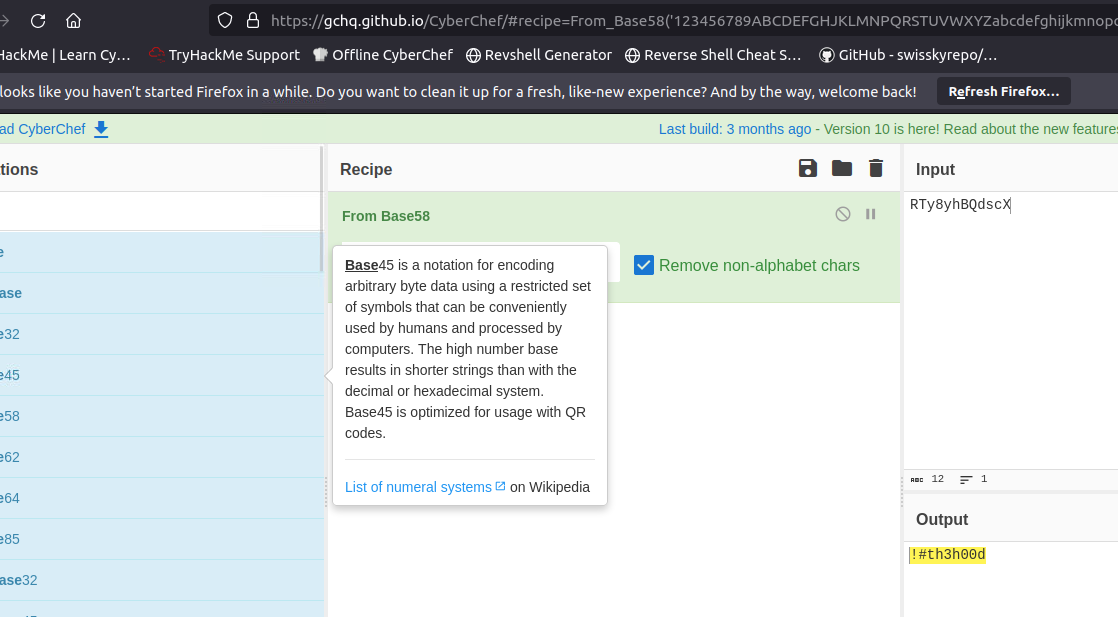 https://gchq.github.io/CyberChef/#recipe=From_Base58('123456789ABCDEFGHJKLMNPQRSTUVWXYZabcdefghijkmnopq
HackMe | Learn Cy… TryHackMe Support Offline CyberChef Revshell Generator Reverse Shell Cheat S… GitHub - swisskyrepo/…
looks like you haven’t started Firefox in a while. Do you want to clean it up for a fresh, like-new experience? And by the way, welcome back! Refresh Firefox…
ad CyberChef Last build: 3 months ago - Version 10 is here! Read about the new features
tions
Recipe
Input
From Base58
RTy8yhBQdscX
Remove non-alphabet chars
e
ase
e32
e45
e58
e62
e64
e85
ase32
Base45 is a notation for encoding
arbitrary byte data using a restricted set
of symbols that can be conveniently
used by humans and processed by
computers. The high number base
results in shorter strings than with the
decimal or hexadecimal system.
Base45 is optimized for usage with QR
codes.
List of numeral systems on Wikipedia
ABC 12 1
Output
!#th3h00d